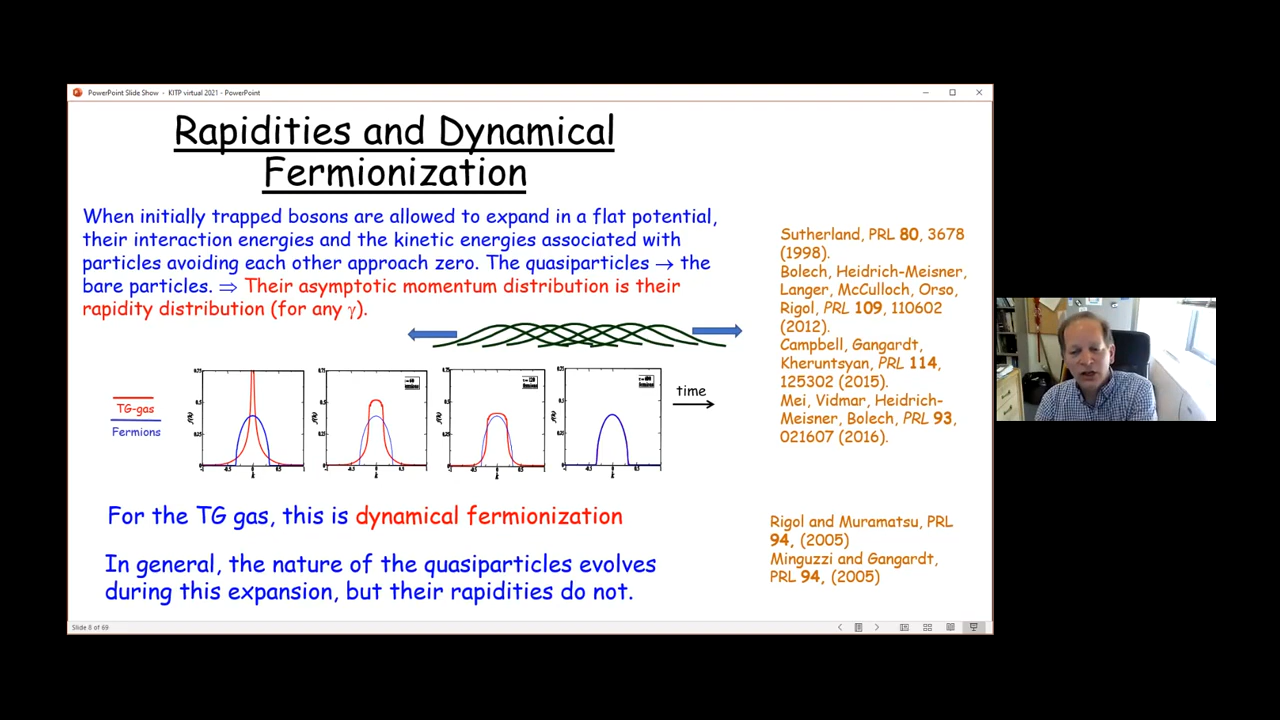 PowerPoint Slide Show - KITP virtual 2021 - PowerPoint
Rapidities and Dynamical
Fermionization
When initially trapped bosons are allowed to expand in a flat potential,
their interaction energies and the kinetic energies associated with
particles avoiding each other approach zero. The quasiparticles → the
bare particles. ⇒ Their asymptotic momentum distribution is their
rapidity distribution (for any γ).
Sutherland, PRL 80, 3678
(1998).
Bolech, Heidrich-Meisner,
Langer, McCulloch, Orso,
Rigol, PRL 109, 110602
(2012).
Campbell, Gangardt,
Kheruntsyan, PRL 114,
125302 (2015).
Mei, Vidmar, Heidrich-
Meisner, Bolech, PRL 93,
021607 (2016).
TG-gas
Fermions
time
For the TG gas, this is dynamical fermionization
In general, the nature of the quasiparticles evolves
during this expansion, but their rapidities do not.
Rigol and Muramatsu, PRL
94, (2005)
Minguzzi and Gangardt,
PRL 94, (2005)
Slide 8 of 69